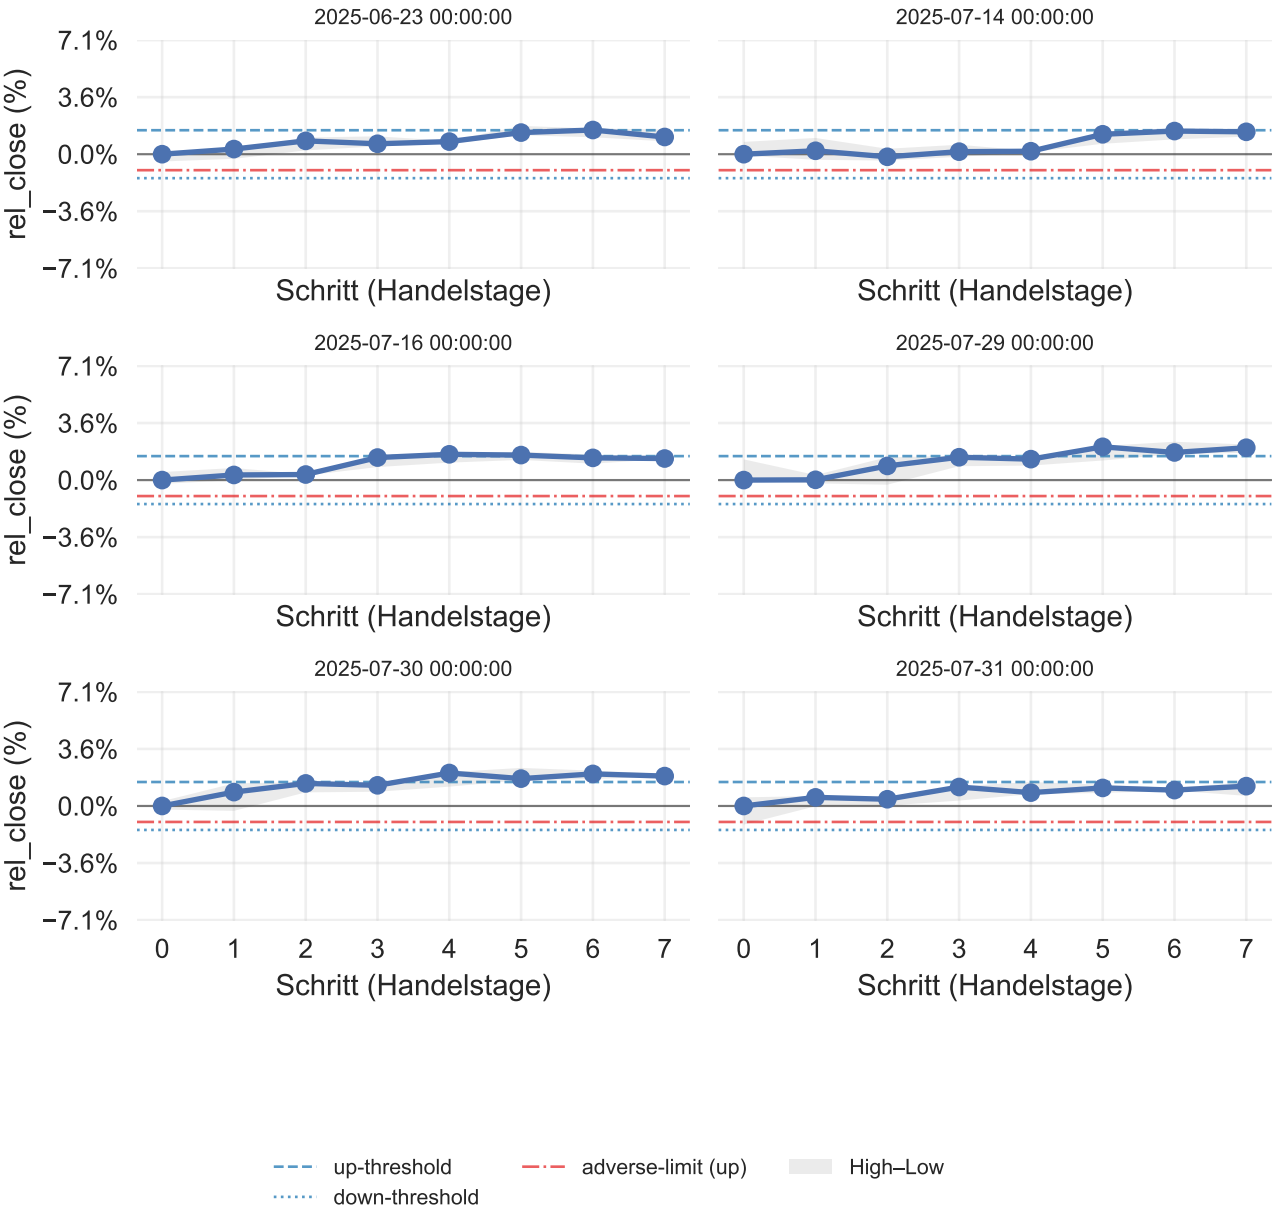 2025-06-23 00:00:00
2025-07-14 00:00:00
7.1%
3.6%
0.0%
−3.6%
−7.1%
rel_close (%)
Schritt (Handelstage)
Schritt (Handelstage)
2025-07-16 00:00:00
2025-07-29 00:00:00
7.1%
3.6%
0.0%
−3.6%
−7.1%
rel_close (%)
Schritt (Handelstage)
Schritt (Handelstage)
2025-07-30 00:00:00
2025-07-31 00:00:00
7.1%
3.6%
0.0%
−3.6%
−7.1%
rel_close (%)
0 1 2 3 4 5 6 7
0 1 2 3 4 5 6 7
Schritt (Handelstage)
Schritt (Handelstage)
up-threshold
down-threshold
adverse-limit (up)
High–Low